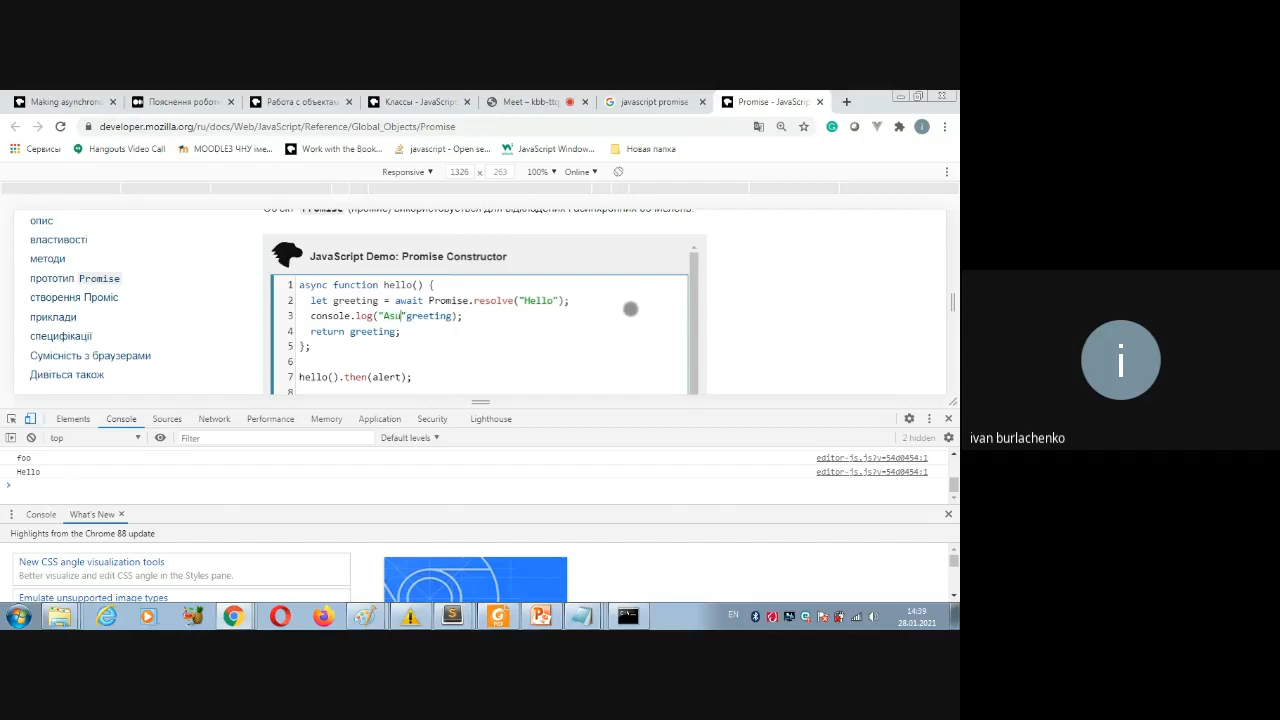 Making asynchrono
Пояснення робот
Работа с объектам
Классы - JavaScript
Meet – kbb-ttoj
javascript promise
Promise - JavaScri
developer.mozilla.org/ru/docs/Web/JavaScript/Reference/Global_Objects/Promise
Сервисы
Hangouts Video Call
MOODLE3 ЧНУ іме...
Work with the Book...
javascript - Open se...
JavaScript Window...
Новая папка
Responsive
1326 x 263
100%
Online
опис
властивості
методи
прототип Promise
створення Проміс
приклади
специфікації
Сумісність з браузерами
Дивіться також
JavaScript Demo: Promise Constructor
1 async function hello() {
2 let greeting = await Promise.resolve("Hello");
3 console.log("Asu"greeting);
4 return greeting;
5 };
6
7 hello().then(alert);
8
Elements Console Sources Network Performance Memory Application Security Lighthouse
top Filter Default levels 2 hidden
foo editor-js.js?v=54d0454:1
Hello editor-js.js?v=54d0454:1
Console What's New
Highlights from the Chrome 88 update
New CSS angle visualization tools
Better visualize and edit CSS angle in the Styles pane.
Emulate unsupported image types
EN
14:39
28.01.2021
i
ivan burlachenko